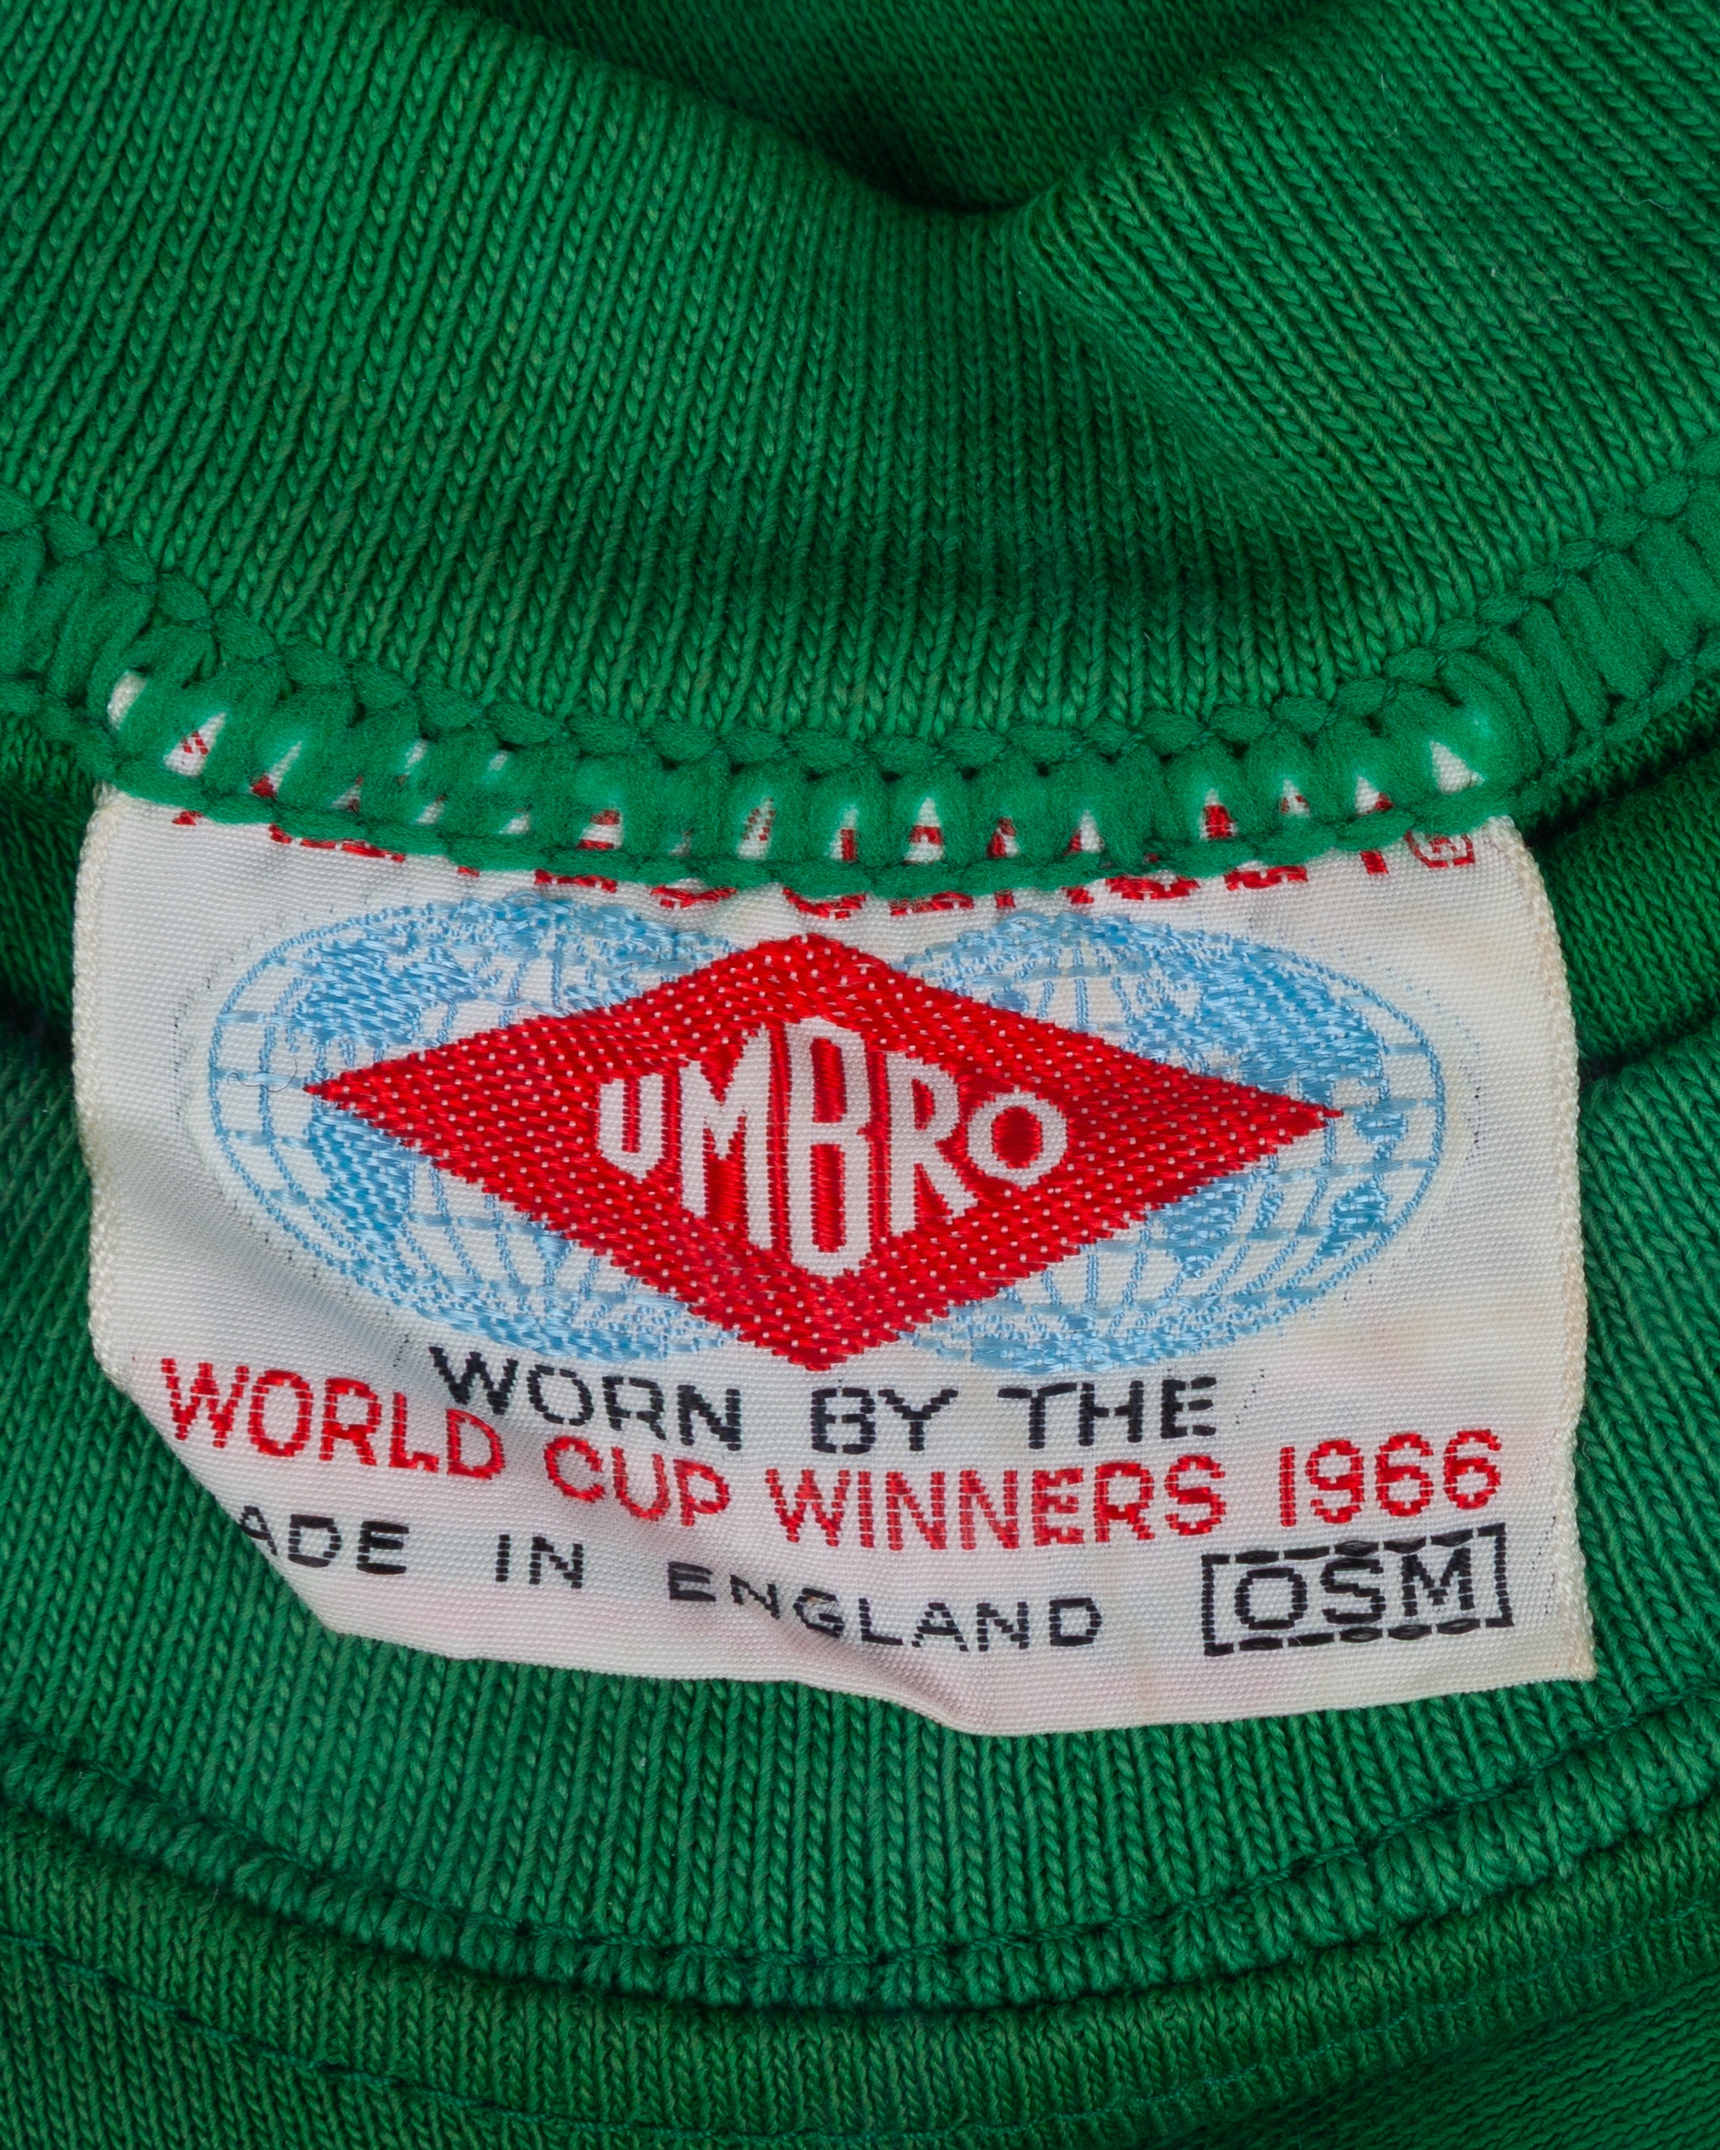 UMBRO
WORN BY THE
WORLD CUP WINNERS 1966
ADE IN ENGLAND OSM